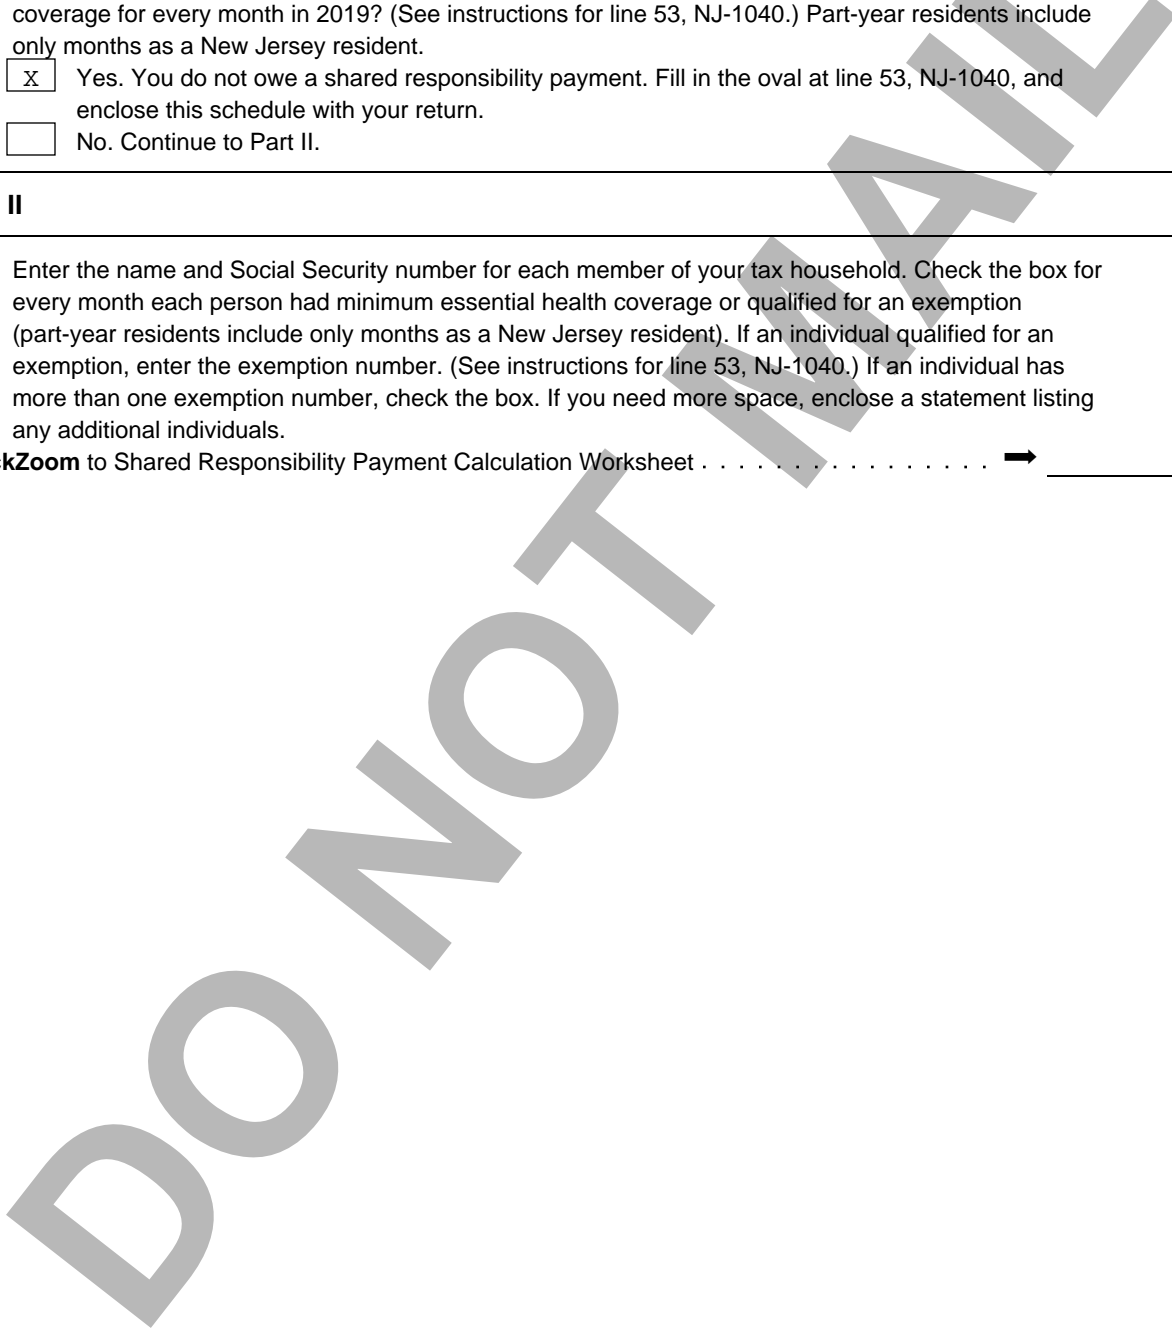 coverage for every month in 2019? (See instructions for line 53, NJ-1040.) Part-year residents include
only months as a New Jersey resident.
X Yes. You do not owe a shared responsibility payment. Fill in the oval at line 53, NJ-1040, and
enclose this schedule with your return.
No. Continue to Part II.
II
Enter the name and Social Security number for each member of your tax household. Check the box for
every month each person had minimum essential health coverage or qualified for an exemption
(part-year residents include only months as a New Jersey resident). If an individual qualified for an
exemption, enter the exemption number. (See instructions for line 53, NJ-1040.) If an individual has
more than one exemption number, check the box. If you need more space, enclose a statement listing
any additional individuals.
kZoom to Shared Responsibility Payment Calculation Worksheet . . . . . . . . . . . . . . . .
DO NOT MAIL